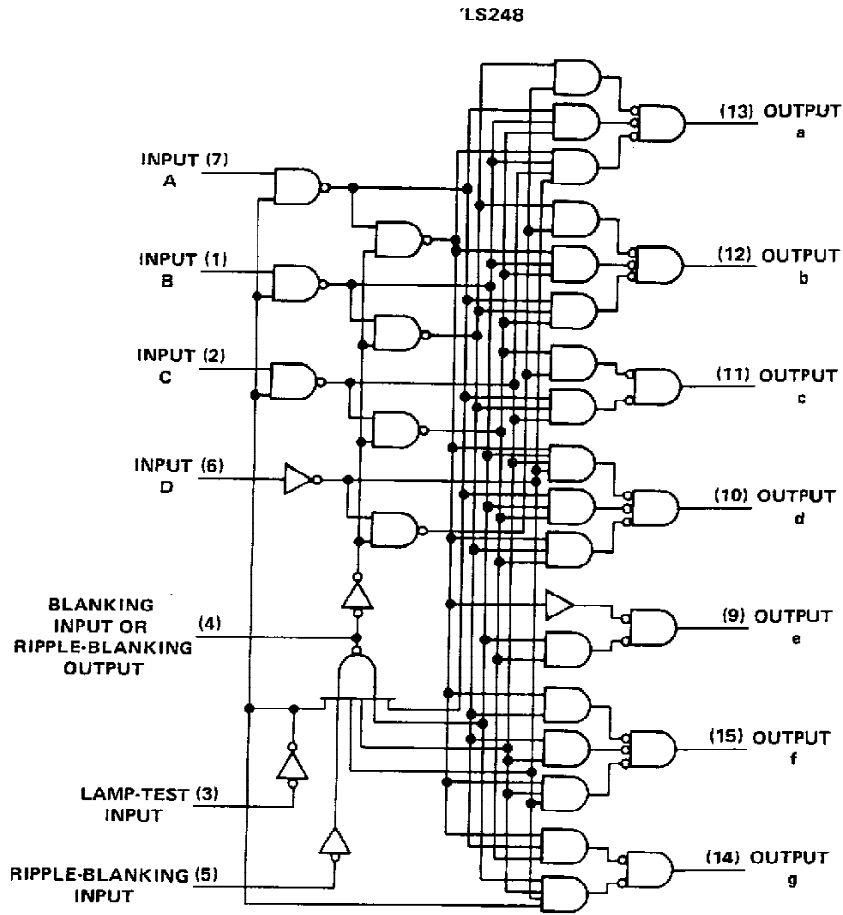 'LS248
INPUT (7)
A
INPUT (1)
B
INPUT (2)
C
INPUT (6)
D
BLANKING
INPUT OR (4)
RIPPLE-BLANKING
OUTPUT
LAMP-TEST (3)
INPUT
RIPPLE-BLANKING (5)
INPUT
(13) OUTPUT
a
(12) OUTPUT
b
(11) OUTPUT
c
(10) OUTPUT
d
(9) OUTPUT
e
(15) OUTPUT
f
(14) OUTPUT
g